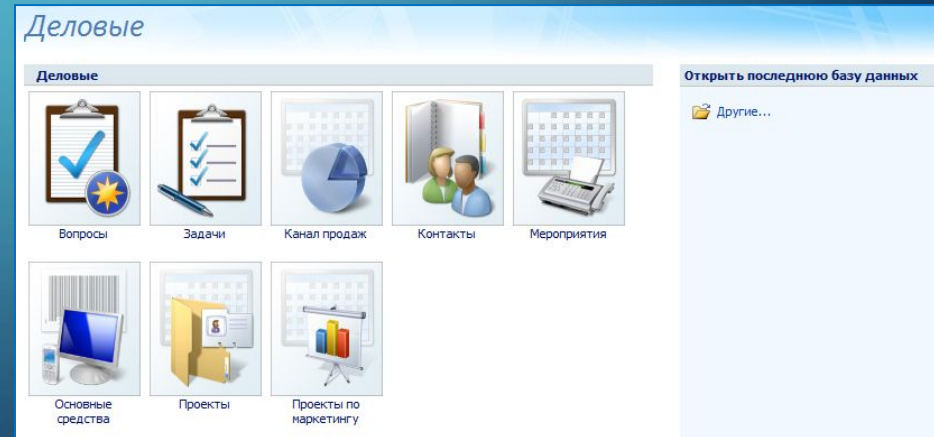 Деловые
Деловые
Открыть последнюю базу данных
Другие...
Вопросы
Задачи
Канал продаж
Контакты
Мероприятия
Основные
средства
Проекты
Проекты по
маркетингу